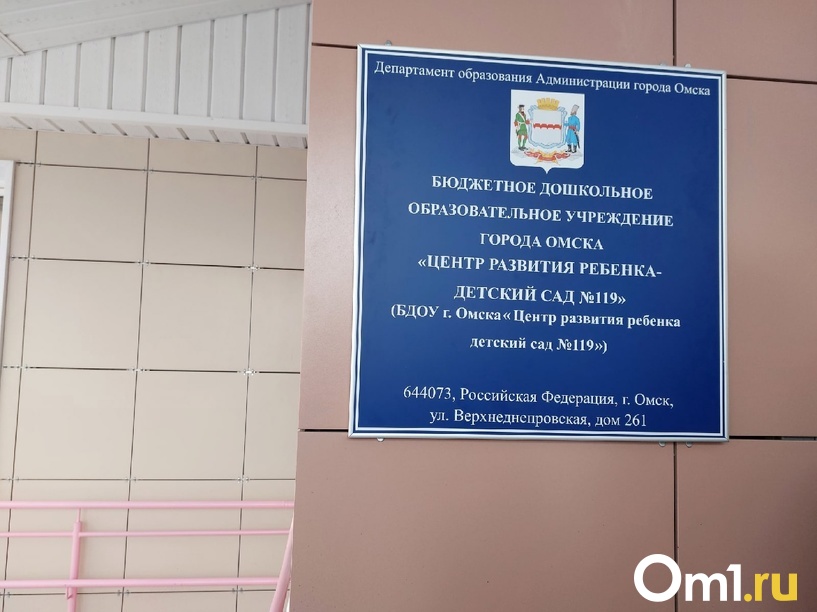 Департамент образования Администрации города Омска
БЮДЖЕТНОЕ ДОШКОЛЬНОЕ
ОБРАЗОВАТЕЛЬНОЕ УЧРЕЖДЕНИЕ
ГОРОДА ОМСКА
«ЦЕНТР РАЗВИТИЯ РЕБЕНКА-
ДЕТСКИЙ САД №119»
(БДОУ г. Омска «Центр развития ребенка
детский сад №119»)
644073, Российская Федерация, г. Омск,
ул. Верхнеднепровская, дом 261
Om1.ru